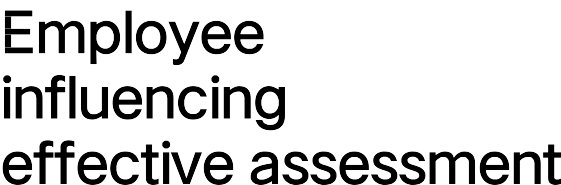 Employee
influencing
effective assessment